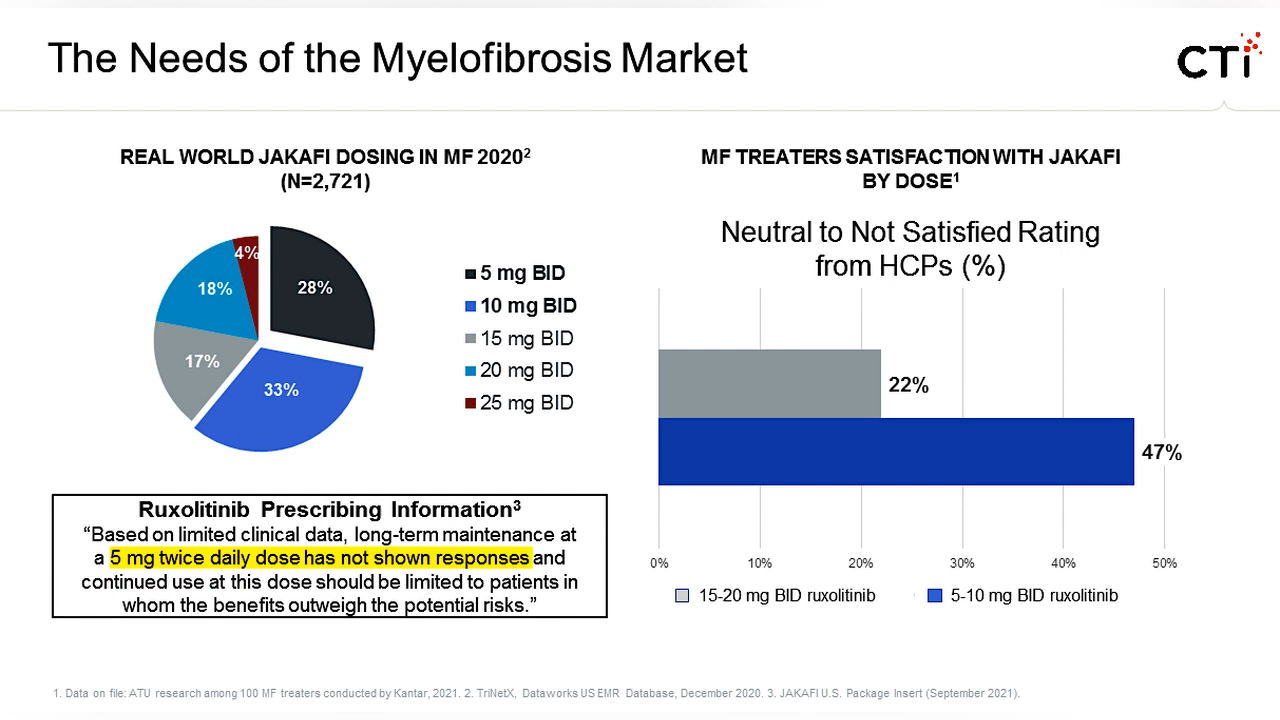 The Needs of the Myelofibrosis Market
CTi
REAL WORLD JAKAFI DOSING IN MF 2020²
(N=2,721)
4%
28%
18%
17%
33%
5 mg BID
10 mg BID
15 mg BID
20 mg BID
25 mg BID
Ruxolitinib Prescribing Information³
“Based on limited clinical data, long-term maintenance at
a 5 mg twice daily dose has not shown responses and
continued use at this dose should be limited to patients in
whom the benefits outweigh the potential risks.”
MF TREATERS SATISFACTION WITH JAKAFI
BY DOSE¹
Neutral to Not Satisfied Rating
from HCPs (%)
22%
47%
0% 10% 20% 30% 40% 50%
15-20 mg BID ruxolitinib 5-10 mg BID ruxolitinib
1. Data on file: ATU research among 100 MF treaters conducted by Kantar, 2021. 2. TriNetX, Dataworks US EMR Database, December 2020. 3. JAKAFI U.S. Package Insert (September 2021).